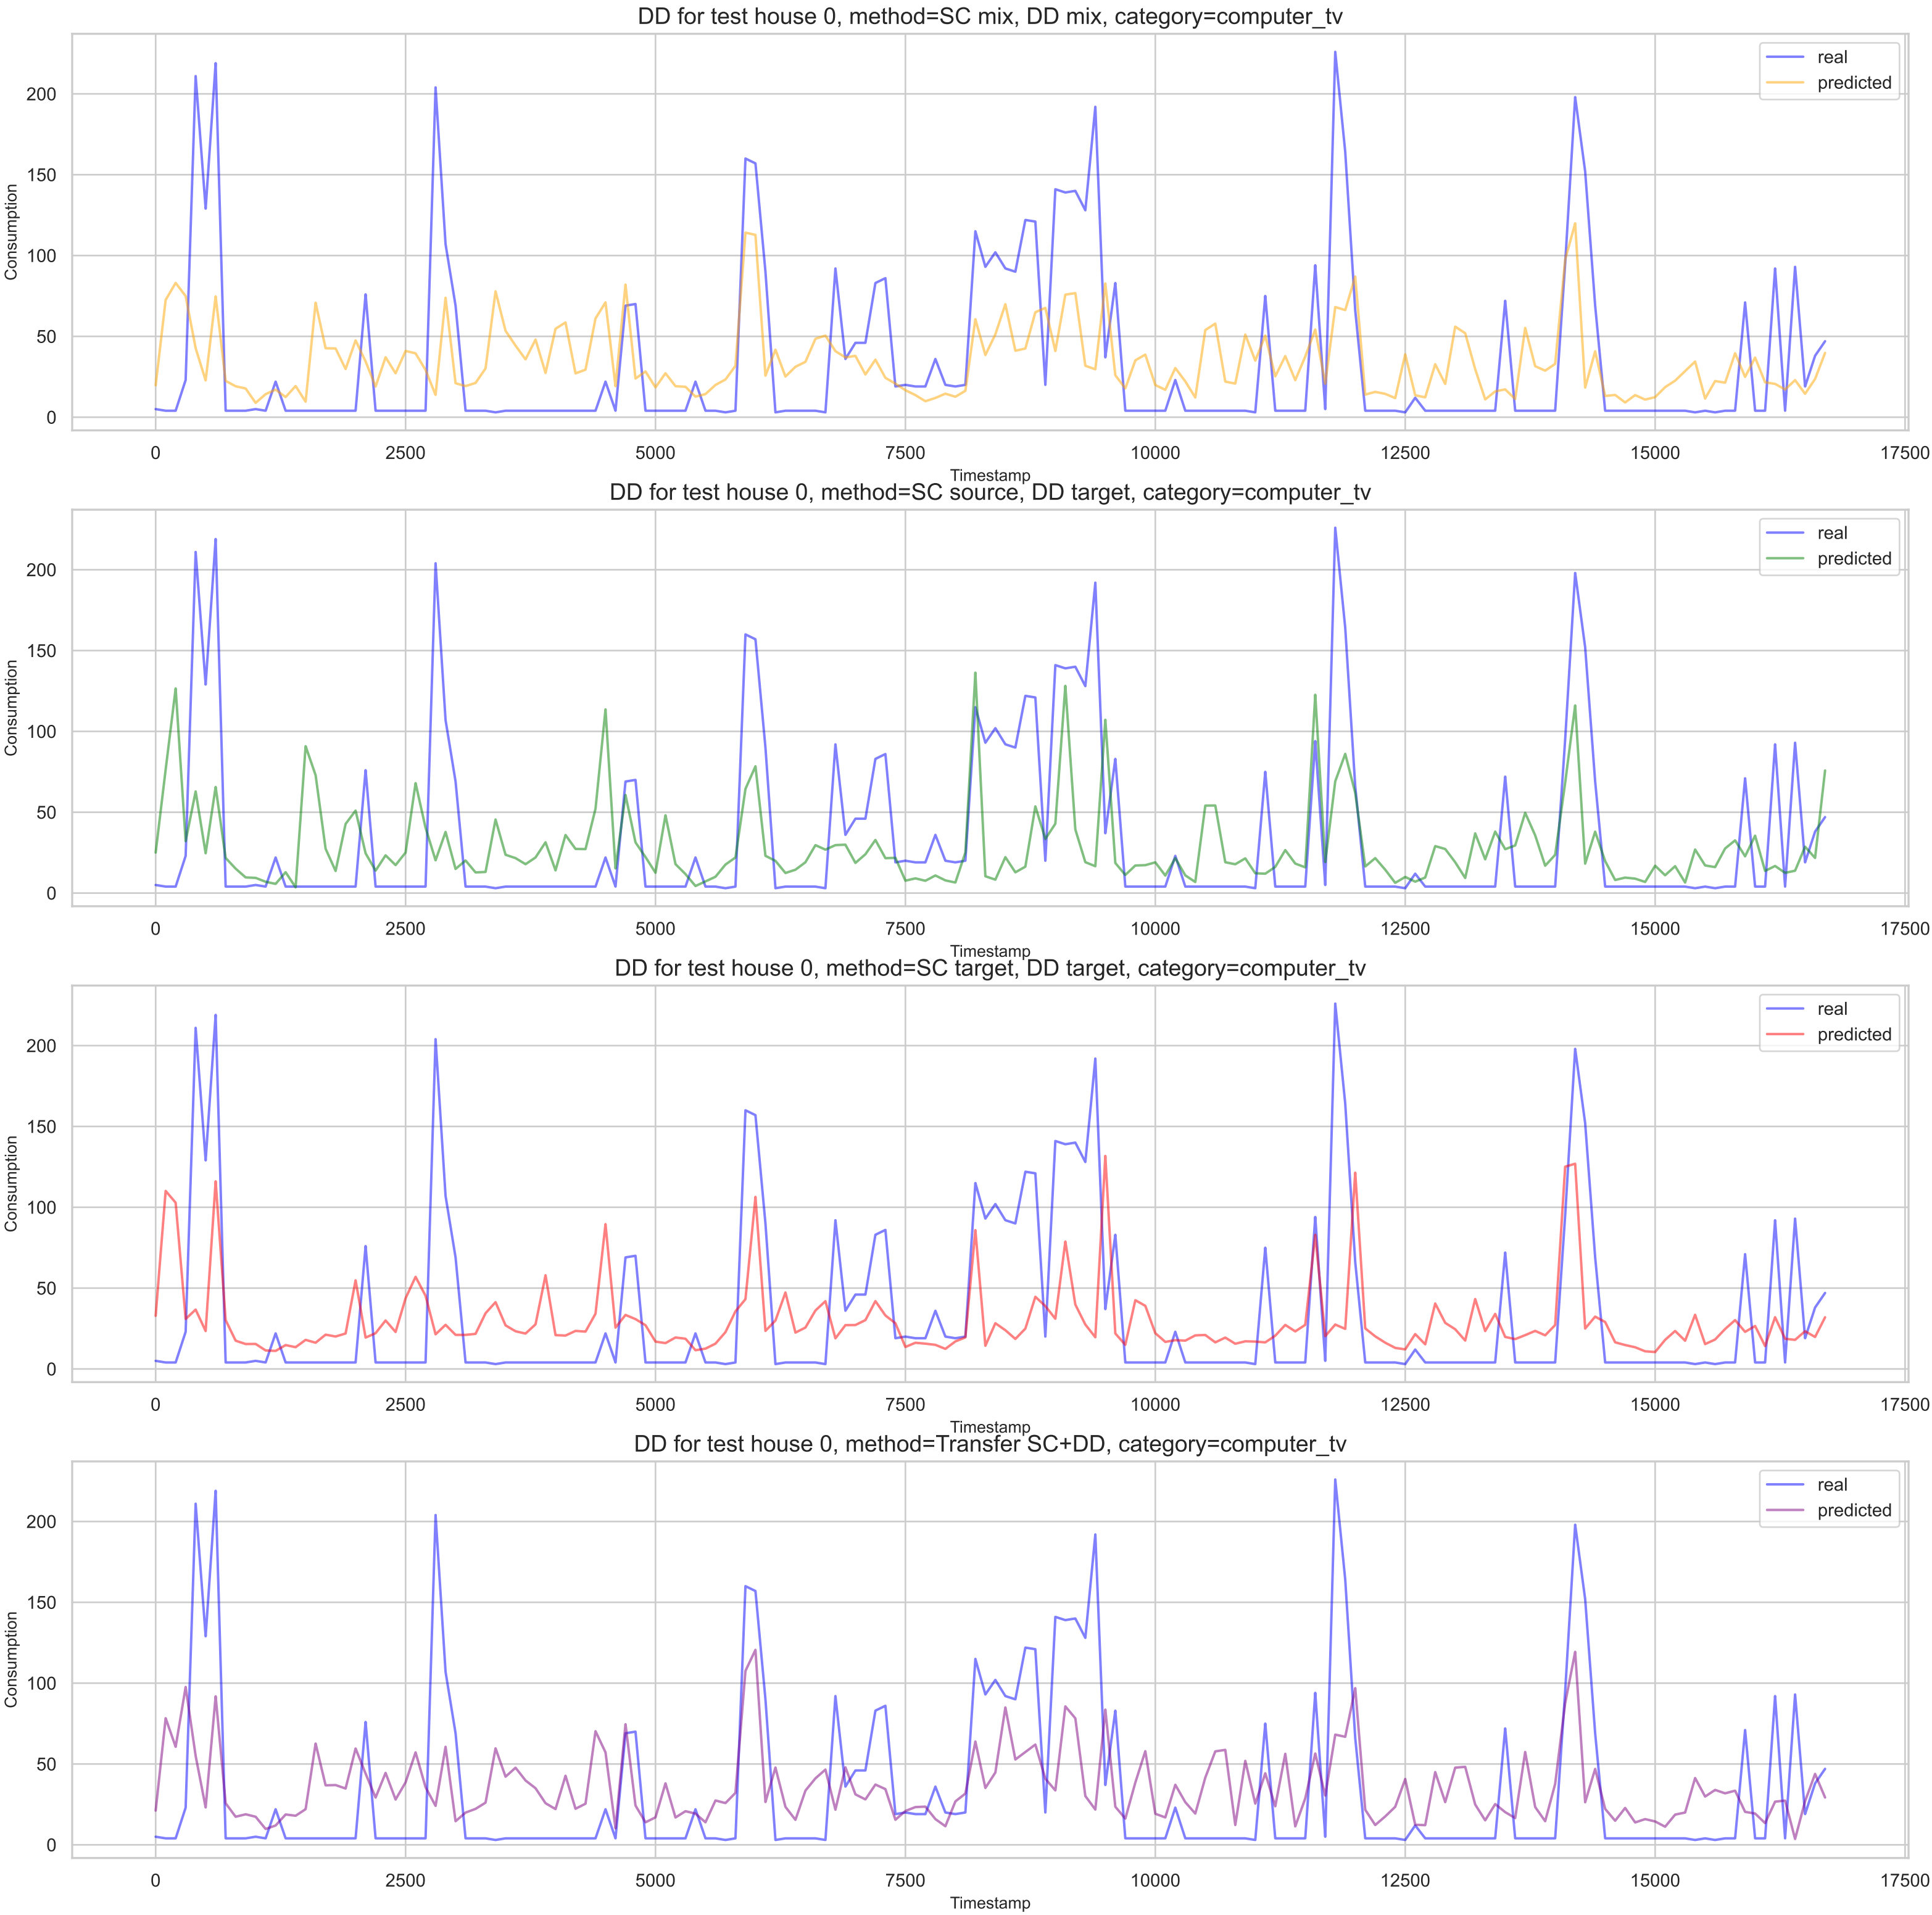 DD for test house 0, method=SC mix, DD mix, category=computer_tv
real
predicted
Consumption
200
150
100
50
0
0 2500 5000 7500 10000 12500 15000 17500
Timestamp
DD for test house 0, method=SC source, DD target, category=computer_tv
real
predicted
Consumption
200
150
100
50
0
0 2500 5000 7500 10000 12500 15000 17500
Timestamp
DD for test house 0, method=SC target, DD target, category=computer_tv
real
predicted
Consumption
200
150
100
50
0
0 2500 5000 7500 10000 12500 15000 17500
Timestamp
DD for test house 0, method=Transfer SC+DD, category=computer_tv
real
predicted
Consumption
200
150
100
50
0
0 2500 5000 7500 10000 12500 15000 17500
Timestamp